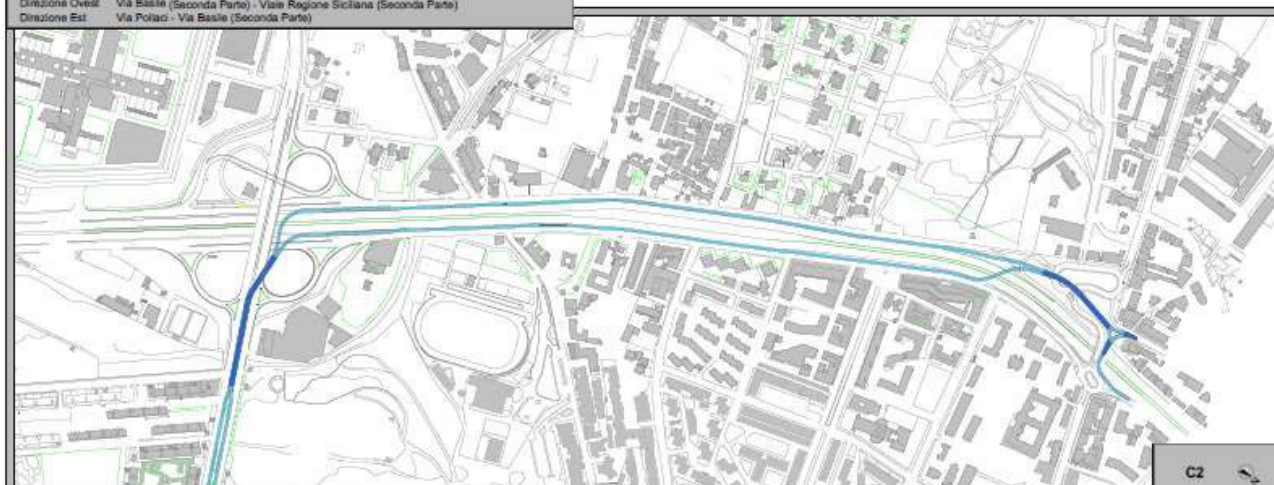 Direzione Ovest Via Basile (Seconda Parte) - Viale Regione Siciliana (Seconda Parte)
Direzione Est Via Pollaci - Via Basile (Seconda Parte)
C2